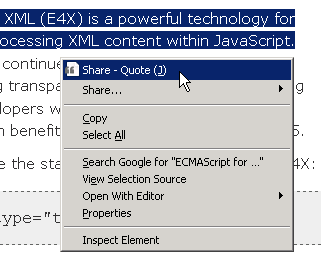 XML (E4X) is a powerful technology for
ocessing XML content within JavaScript.
continue
Share - Quote (J)
g transpa
ng
Share...
elopers w
Copy
n benefit
5.
Select All
e the sta
4X:
Search Google for "ECMAScript for ..."
View Selection Source
Open With Editor
ype="t
Properties
Inspect Element